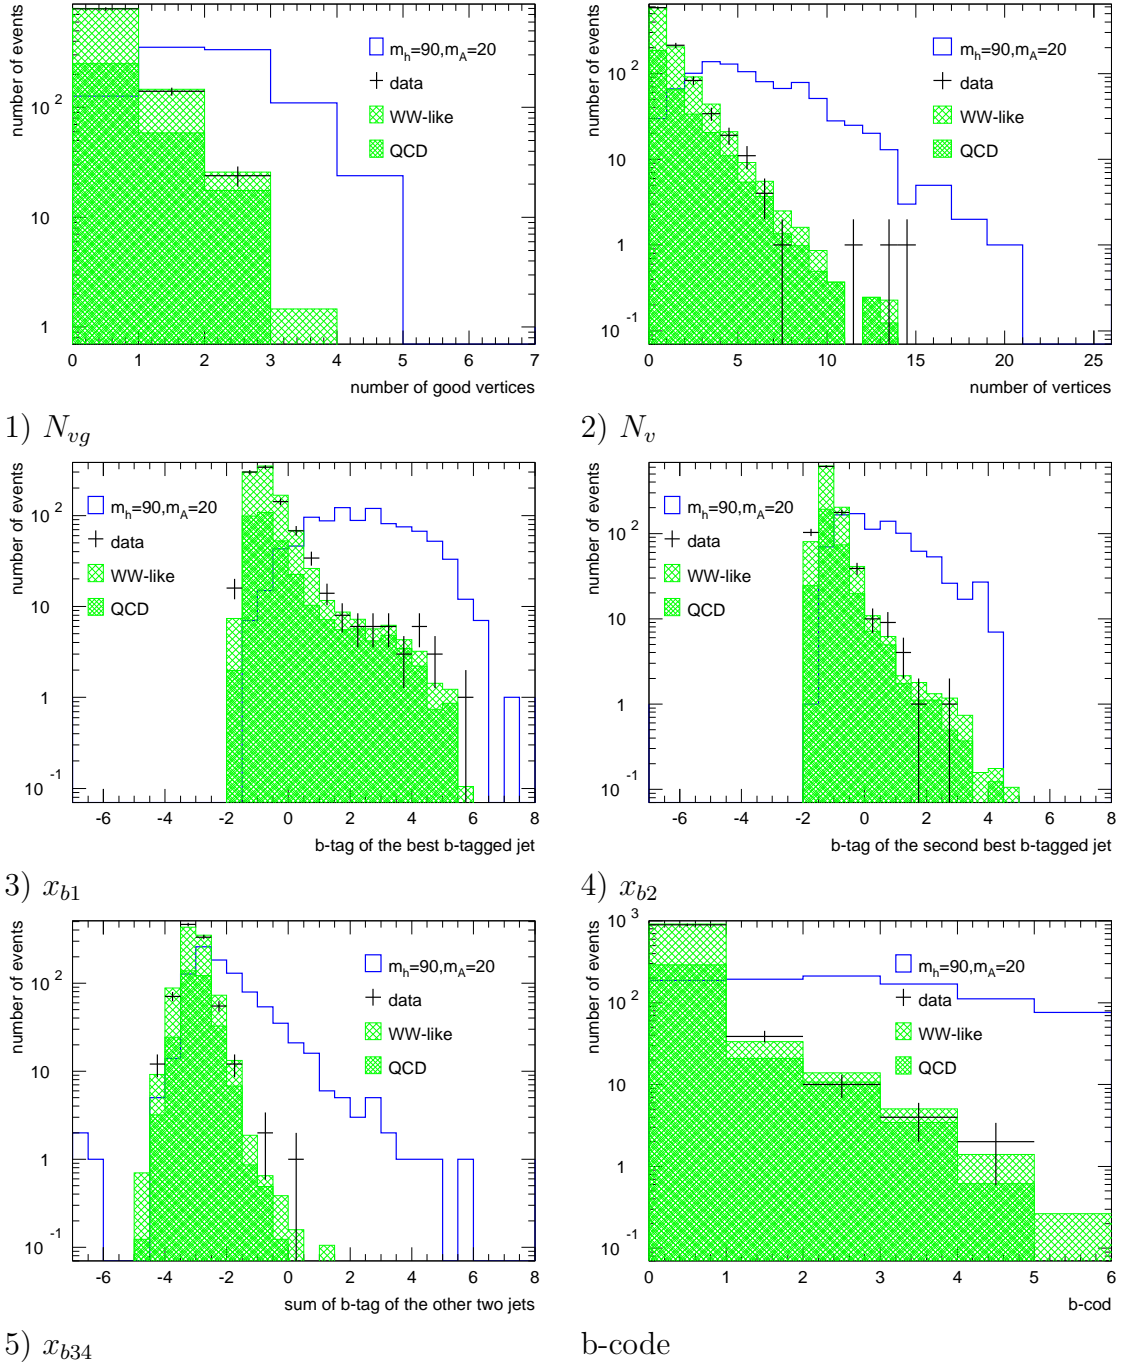 number of events
10 2
10
1
m_h=90,m_A=20
data
WW-like
QCD
0 1 2 3 4 5 6 7
number of good vertices
1) N_vg
number of events
10 2
10
1
10 -1
m_h=90,m_A=20
data
WW-like
QCD
0 5 10 15 20 25
number of vertices
2) N_v
number of events
10 2
10
1
10 -1
m_h=90,m_A=20
data
WW-like
QCD
-6 -4 -2 0 2 4 6 8
b-tag of the best b-tagged jet
3) x_b1
number of events
10 2
10
1
10 -1
m_h=90,m_A=20
data
WW-like
QCD
-6 -4 -2 0 2 4 6 8
b-tag of the second best b-tagged jet
4) x_b2
number of events
10 2
10
1
10 -1
m_h=90,m_A=20
data
WW-like
QCD
-6 -4 -2 0 2 4 6 8
sum of b-tag of the other two jets
5) x_b34
number of events
10 3
10 2
10
1
10 -1
m_h=90,m_A=20
data
WW-like
QCD
0 1 2 3 4 5 6
b-cod
b-code